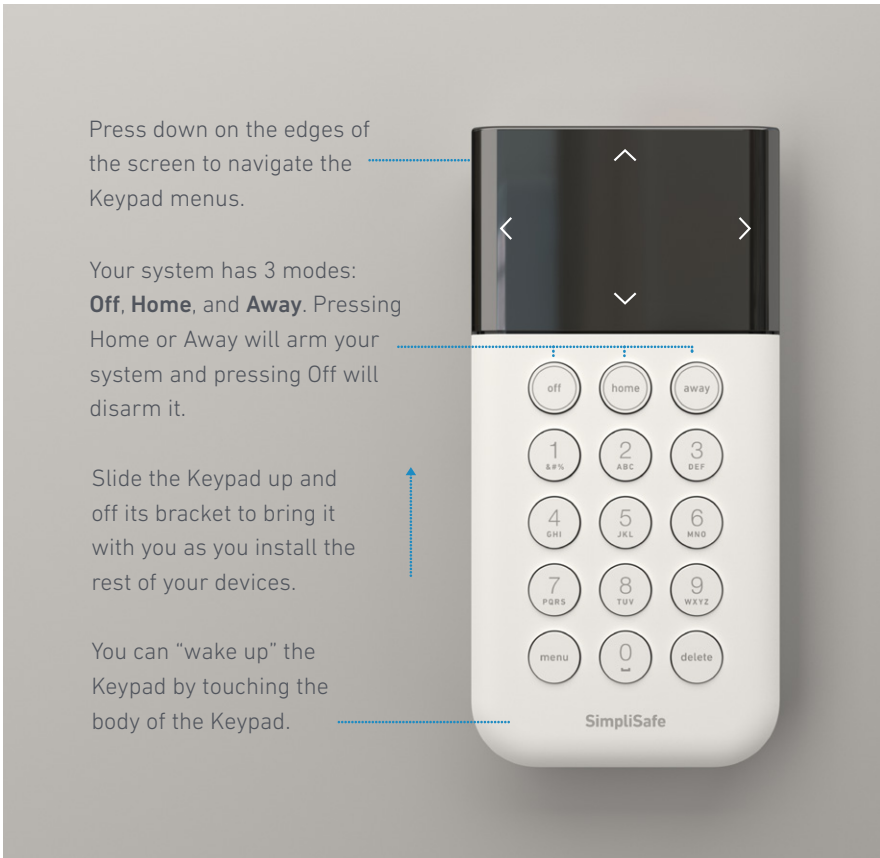 Press down on the edges of
the screen to navigate the
Keypad menus.
Your system has 3 modes:
Off, Home, and Away. Pressing
Home or Away will arm your
system and pressing Off will
disarm it.
Slide the Keypad up and
off its bracket to bring it
with you as you install the
rest of your devices.
You can “wake up” the
Keypad by touching the
body of the Keypad.
off home away
1 2 3
&#% ABC DEF
4 5 6
GHI JKL MNO
7 8 9
PQRS TUV WXYZ
menu 0 delete
SimpliSafe